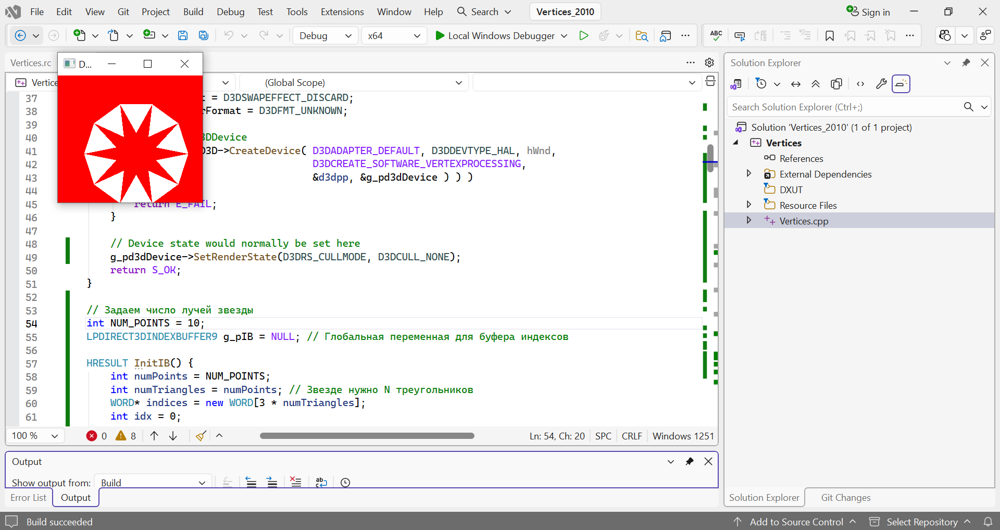 File Edit View Git Project Build Debug Test Tools Extensions Window Help Search Vertices_2010 Sign in
Debug x64 Local Windows Debugger
Vertices.rc
D...
Vertice
(Global Scope)
37 t = D3DSWAPEFFECT_DISCARD;
38 rFormat = D3DFMT_UNKNOWN;
39
40 3DDevice
41 D3D->CreateDevice( D3DADAPTER_DEFAULT, D3DDEVTYPE_HAL, hWnd,
42 D3DCREATE_SOFTWARE_VERTEXPROCESSING,
43 &d3dpp, &g_pd3dDevice ) ) )
44
45 return E_FAIL;
46 }
47
48 // Device state would normally be set here
49 g_pd3dDevice->SetRenderState(D3DRS_CULLMODE, D3DCULL_NONE);
50 return S_OK;
51 }
52
53 // Задаем число лучей звезды
54 int NUM_POINTS = 10;
55 LPDIRECT3DINDEXBUFFER9 g_pIB = NULL; // Глобальная переменная для буфера индексов
56
57 HRESULT InitIB() {
58 int numPoints = NUM_POINTS;
59 int numTriangles = numPoints; // Звезде нужно N треугольников
60 WORD* indices = new WORD[3 * numTriangles];
61 int idx = 0;
100 % 0 8 Ln: 54, Ch: 20 SPC CRLF Windows 1251
Output
Show output from: Build
Error List Output
Solution Explorer
Search Solution Explorer (Ctrl+;)
Solution 'Vertices_2010' (1 of 1 project)
Vertices
References
External Dependencies
DXUT
Resource Files
Vertices.cpp
Solution Explorer Git Changes
Build succeeded Add to Source Control Select Repository